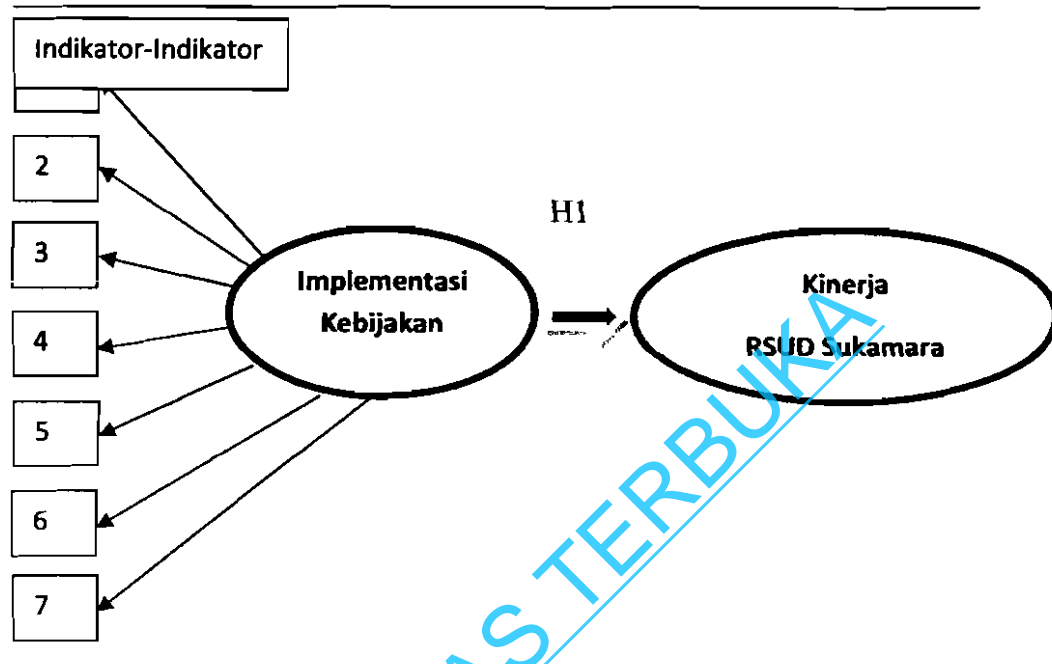 Indikator-Indikator
2
3
4
5
6
7
H1
Implementasi
Kebijakan
Kinerja
RSUD Sukamara
AS TERBUKA